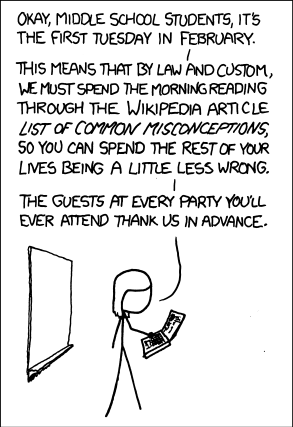 OKAY, MIDDLE SCHOOL STUDENTS, IT'S
THE FIRST TUESDAY IN FEBRUARY.
THIS MEANS THAT BY LAW AND CUSTOM,
WE MUST SPEND THE MORNING READING
THROUGH THE WIKIPEDIA ARTICLE
LIST OF COMMON MISCONCEPTIONS,
SO YOU CAN SPEND THE REST OF YOUR
LIVES BEING A LITTLE LESS WRONG.
THE GUESTS AT EVERY PARTY YOU'LL
EVER ATTEND THANK US IN ADVANCE.